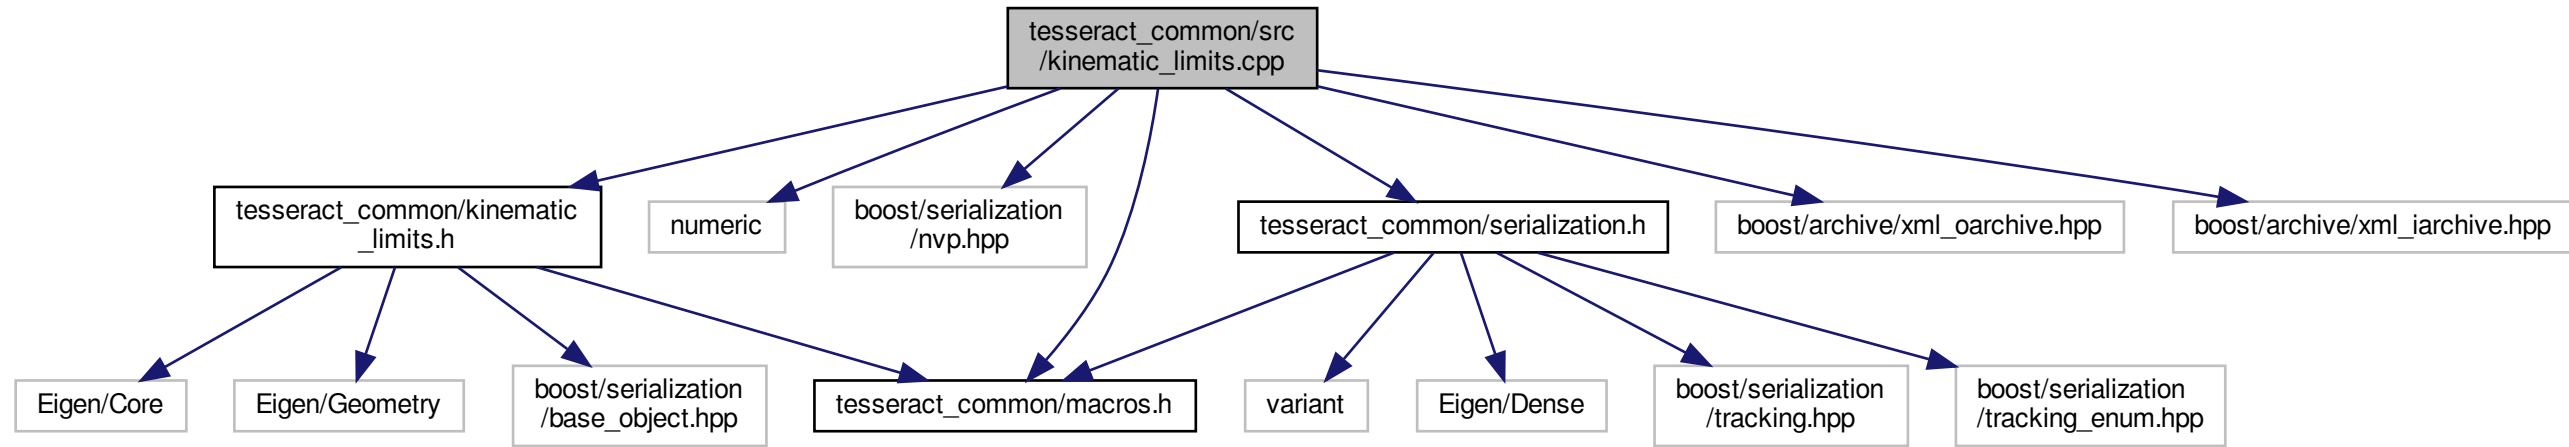 tesseract_common/src
/kinematic_limits.cpp
tesseract_common/kinematic
_limits.h
numeric
boost/serialization
/nvp.hpp
tesseract_common/serialization.h
boost/archive/xml_oarchive.hpp
boost/archive/xml_iarchive.hpp
Eigen/Core
Eigen/Geometry
boost/serialization
/base_object.hpp
tesseract_common/macros.h
variant
Eigen/Dense
boost/serialization
/tracking.hpp
boost/serialization
/tracking_enum.hpp